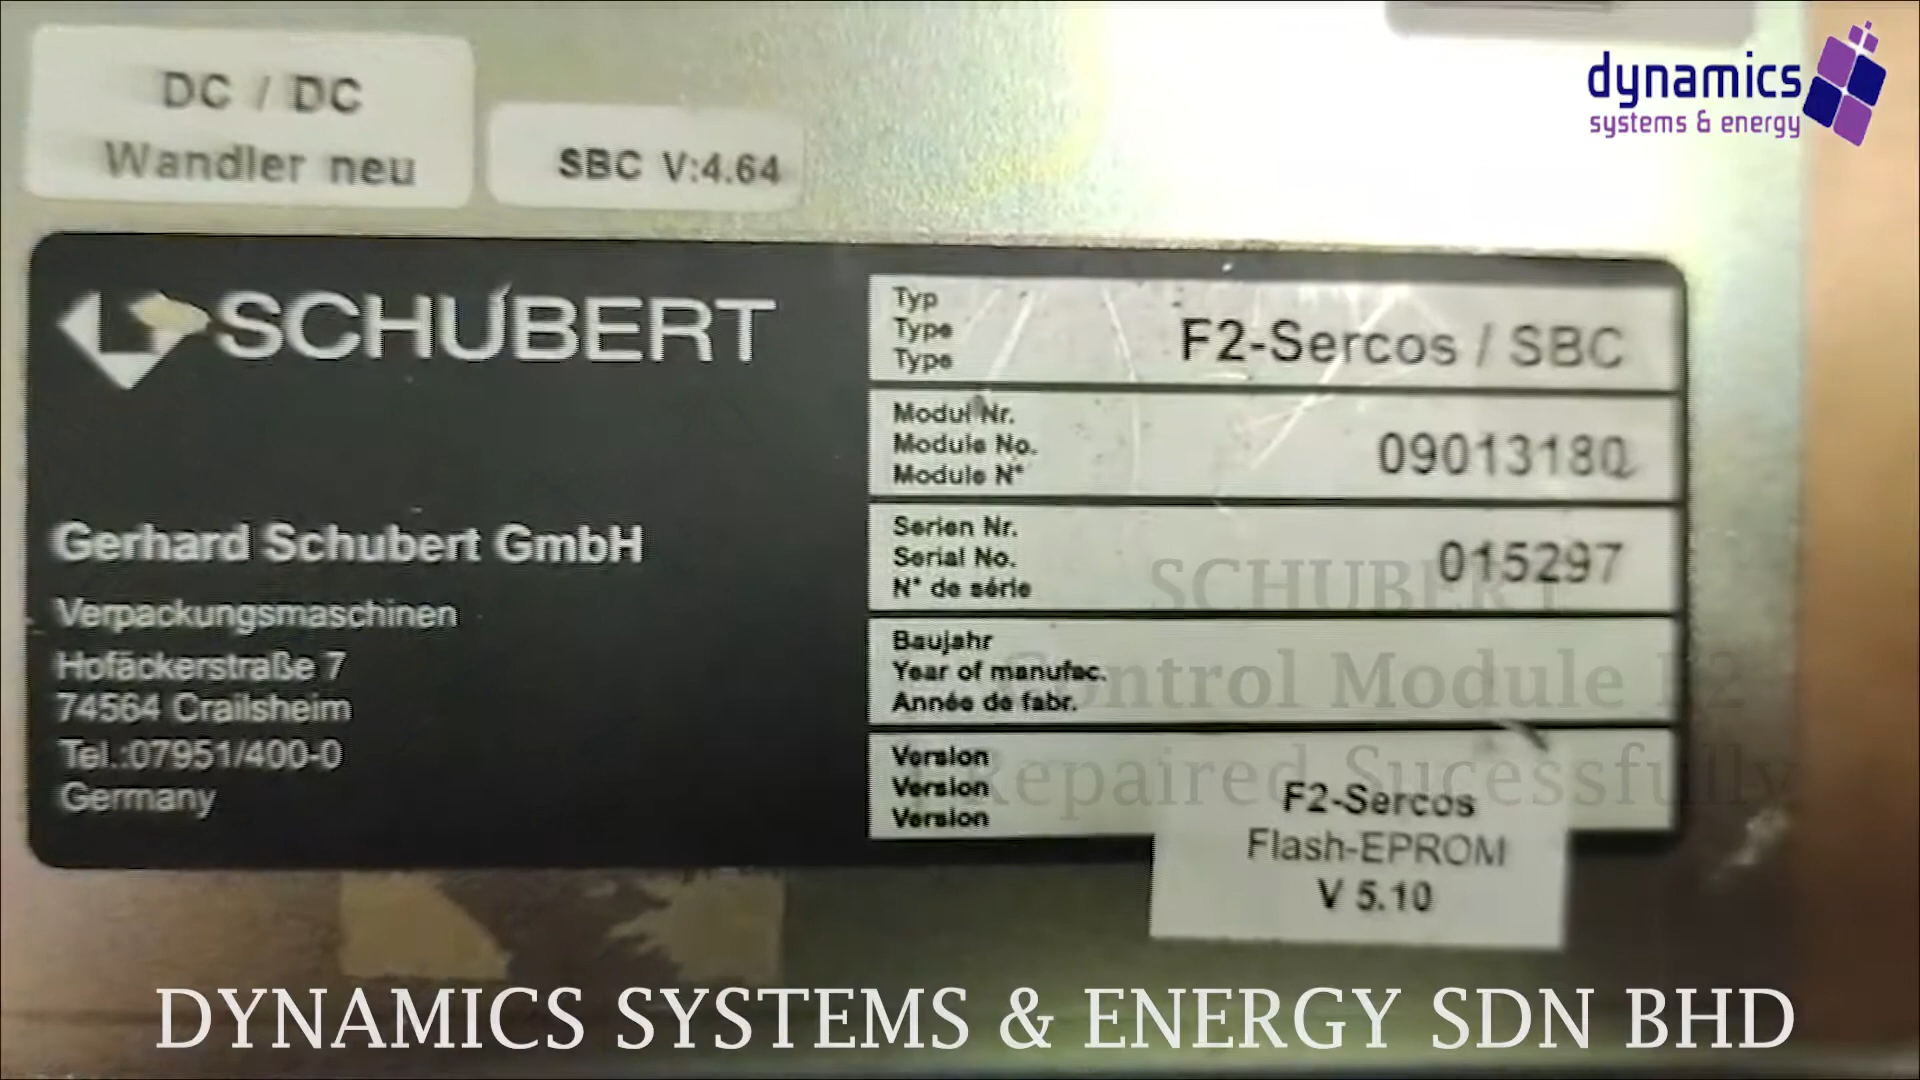 dynamics
systems & energy
DC / DC
Wandler neu
SBC V:4.64
SCHUBERT
Gerhard Schubert GmbH
Verpackungsmaschinen
Hofäckerstraße 7
74564 Crailsheim
Tel.:07951/400-0
Germany
Typ
Type
Type
F2-Sercos / SBC
Modul Nr.
Module No.
Module N°
09013180
Serien Nr.
Serial No.
N° de série
015297
Baujahr
Year of manufac.
Année de fabr.
Version
Version
Version
F2-Sercos
Flash-EPROM
V 5.10
SCHUBERT
Control Module F2
Repaired Sucessfully
DYNAMICS SYSTEMS & ENERGY SDN BHD